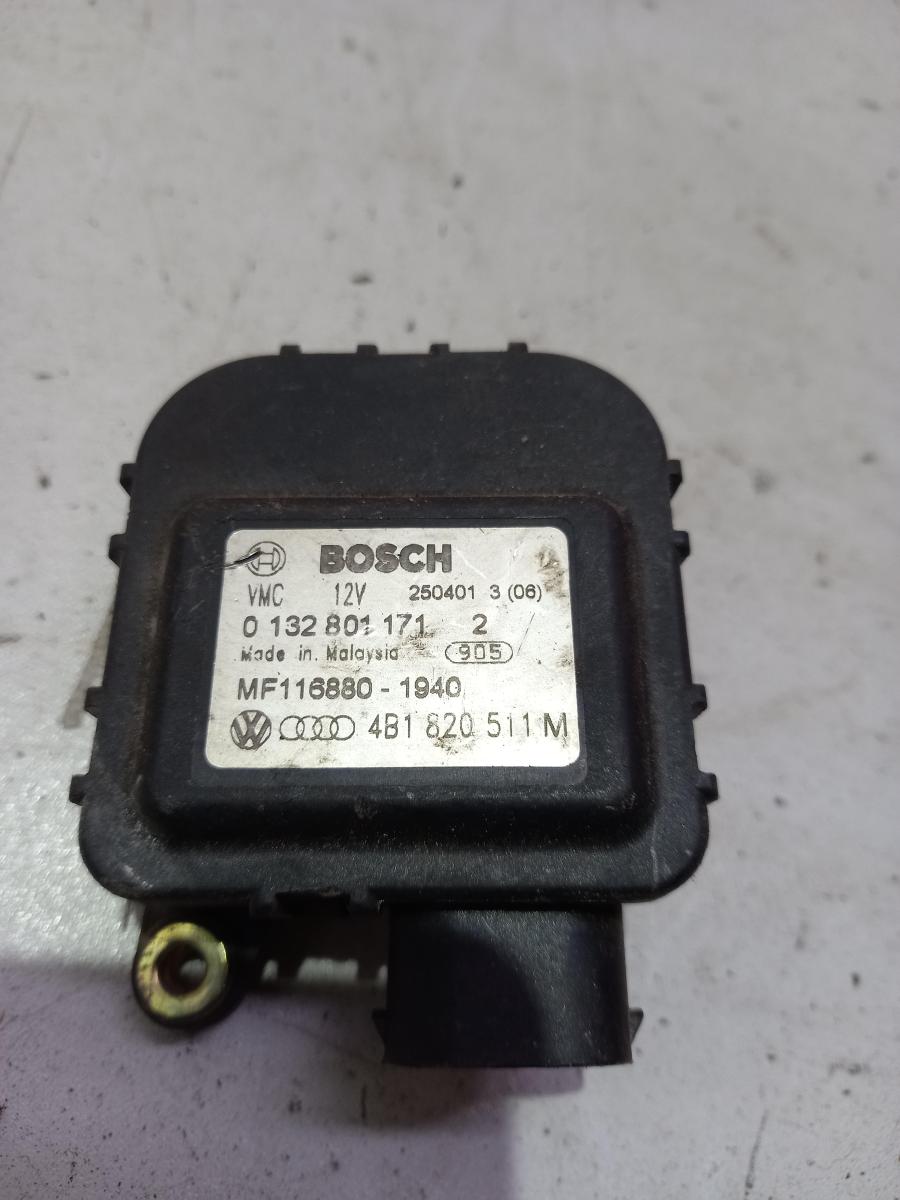 BOSCH
VMC 12V 250401 3 (06)
0 132 801 171 2
Made in. Malaysia 905
MF116880 - 1940
VW 4B1 820 511 M